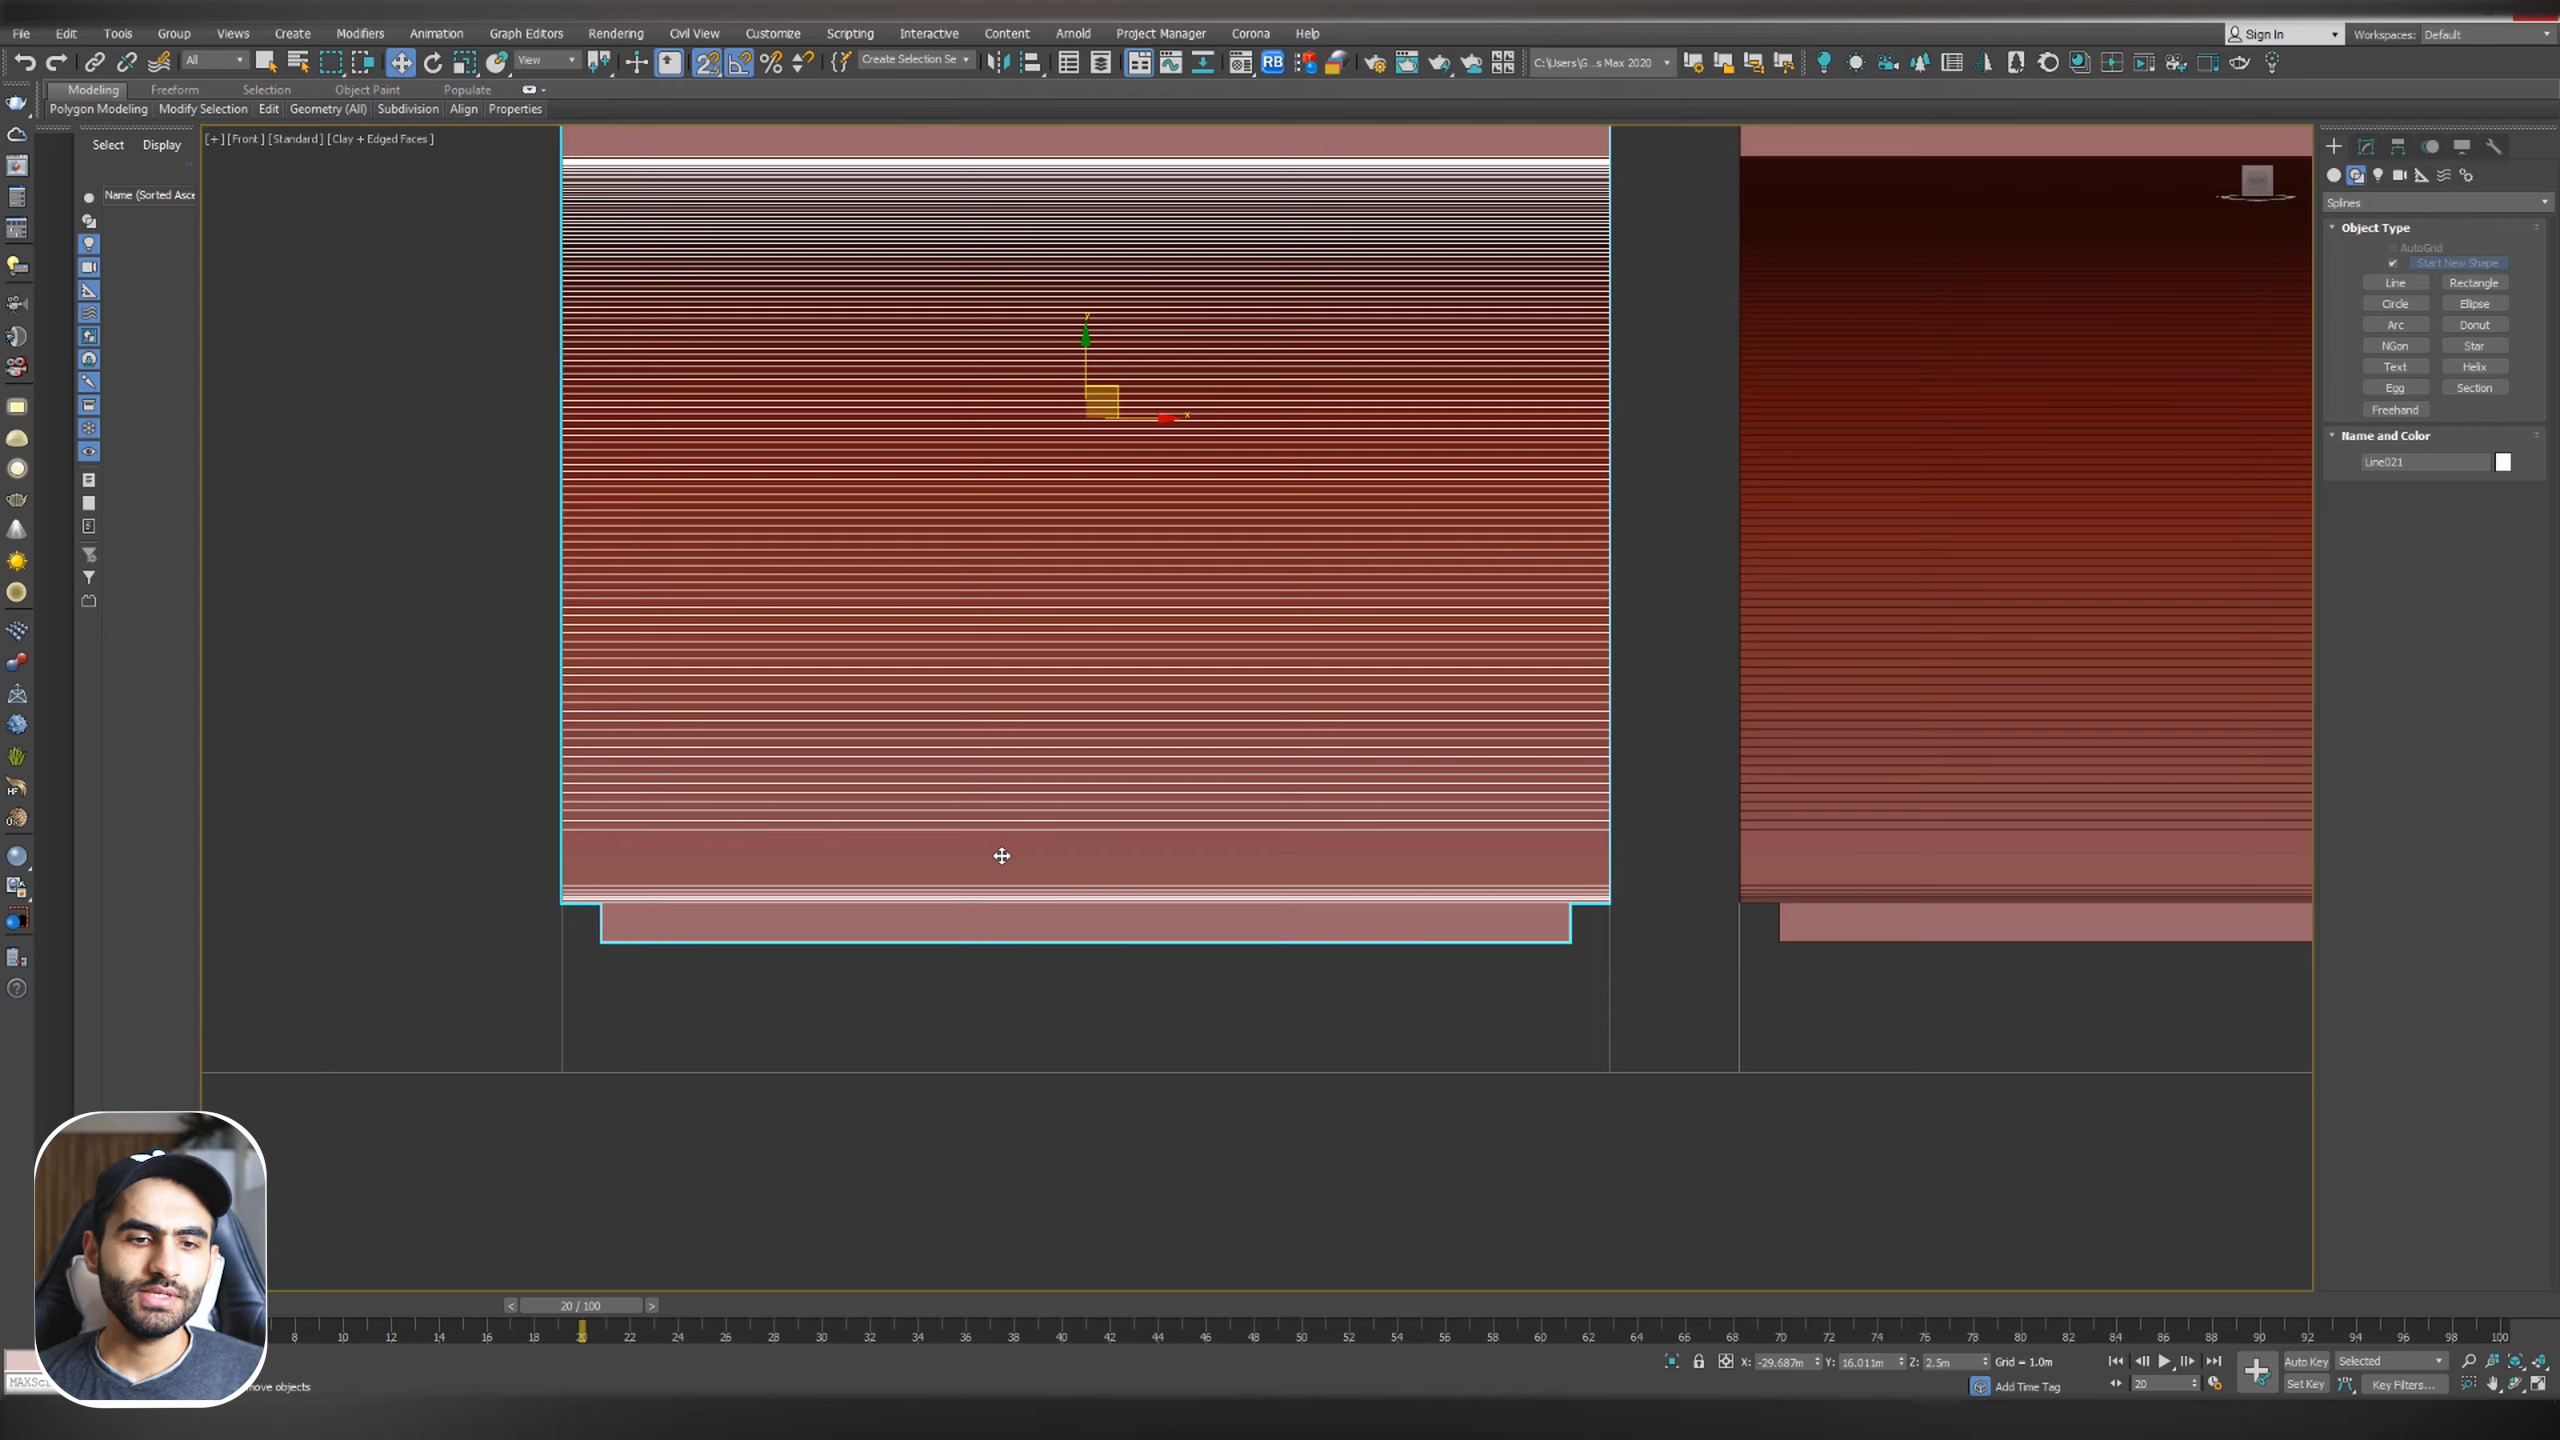 File Edit Tools Group Views Create Modifiers Animation Graph Editors Rendering Civil View Customize Scripting Interactive Content Arnold Project Manager Corona Help Sign In Workspaces: Default
All View Create Selection Se RB C:\Users\G...s Max 2020
Modeling Freeform Selection Object Paint Populate
Polygon Modeling Modify Selection Edit Geometry (All) Subdivision Align Properties
[+] [Front] [Standard] [Clay + Edged Faces]
Select Display
Name (Sorted Asce
y
x
FRONT
Splines
Object Type
AutoGrid
Start New Shape
Line Rectangle
Circle Ellipse
Arc Donut
NGon Star
Text Helix
Egg Section
Freehand
Name and Color
Line021
HF
< 20 / 100 >
8 10 12 14 16 18 20 22 24 26 28 30 32 34 36 38 40 42 44 46 48 50 52 54 56 58 60 62 64 66 68 70 72 74 76 78 80 82 84 86 88 90 92 94 96 98 100
X: -29.687m Y: 16.011m Z: 2.5m Grid = 1.0m Auto Key Selected
MAXSc move objects Add Time Tag 20 Set Key Key Filters...